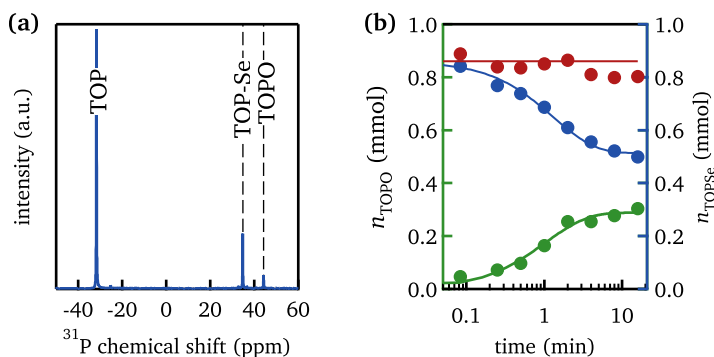 (a)
intensity (a.u.)
TOP
TOP-Se
TOPO
-40 -20 0 20 40 60
³¹P chemical shift (ppm)
(b)
n_TOPO (mmol)
1.0
0.8
0.6
0.4
0.2
0.0
0.1 1 10
time (min)
1.0
0.8
0.6
0.4
0.2
0.0
n_TOPSe (mmol)